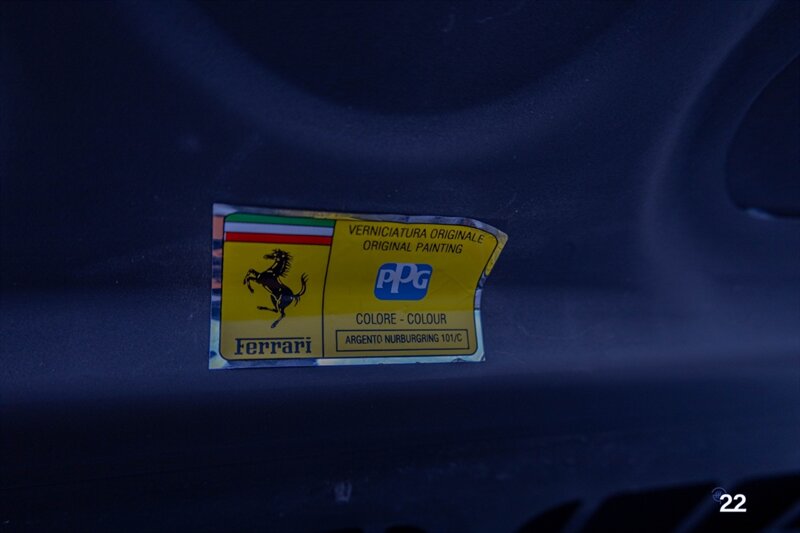 VERNICIATURA ORIGINALE
ORIGINAL PAINTING
PPG
COLORE - COLOUR
ARGENTO NURBURGRING 101/C
Ferrari
22